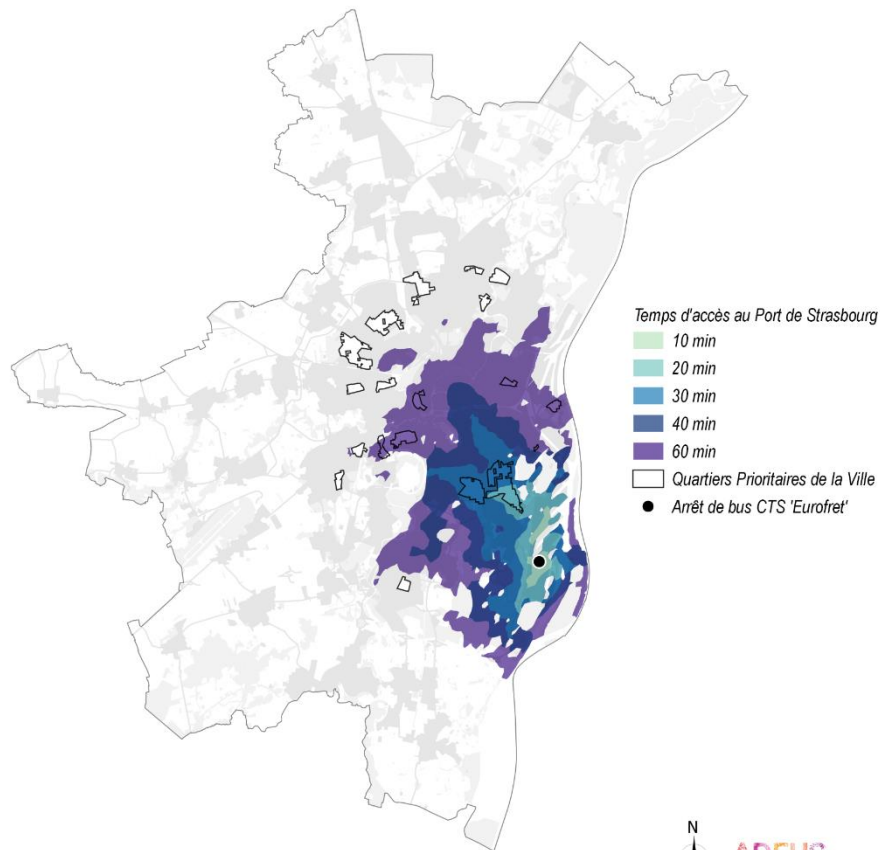 Temps d'accès au Port de Strasbourg
10 min
20 min
30 min
40 min
60 min
Quartiers Prioritaires de la Ville
Arrêt de bus CTS 'Eurofret'
N
ADEUS